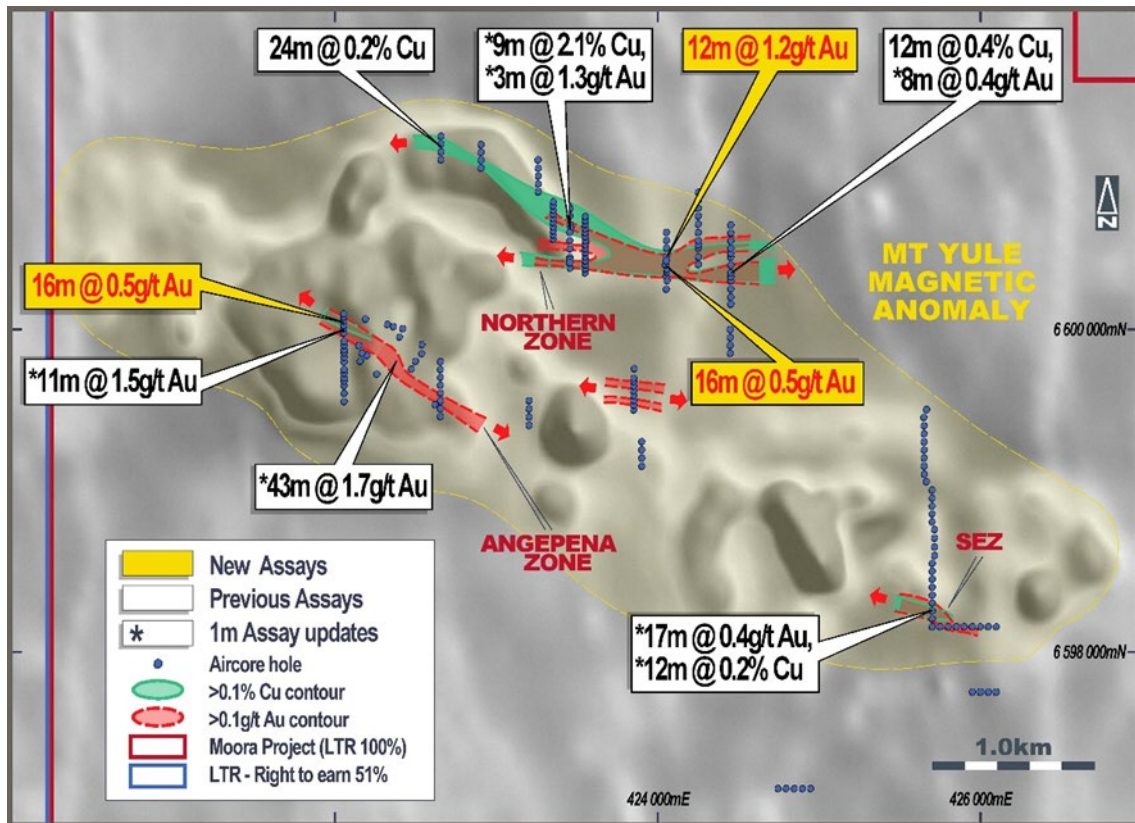 24m @ 0.2% Cu
*9m @ 2.1% Cu,
*3m @ 1.3g/t Au
12m @ 1.2g/t Au
12m @ 0.4% Cu,
*8m @ 0.4g/t Au
N
MT YULE
MAGNETIC
ANOMALY
16m @ 0.5g/t Au
NORTHERN
ZONE
6 600 000mN
*11m @ 1.5g/t Au
16m @ 0.5g/t Au
*43m @ 1.7g/t Au
ANGEPENA
ZONE
SEZ
New Assays
Previous Assays
* 1m Assay updates
Aircore hole
>0.1% Cu contour
>0.1g/t Au contour
Moora Project (LTR 100%)
LTR - Right to earn 51%
*17m @ 0.4g/t Au,
*12m @ 0.2% Cu
6 598 000mN
1.0km
424 000mE
426 000mE